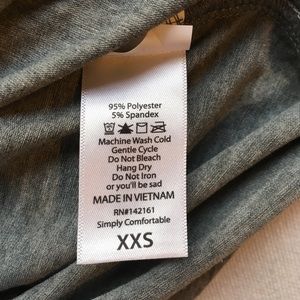 95% Polyester
5% Spandex
Machine Wash Cold
Gentle Cycle
Do Not Bleach
Hang Dry
Do Not Iron
or you'll be sad
MADE IN VIETNAM
RN#142161
Simply Comfortable
XXS